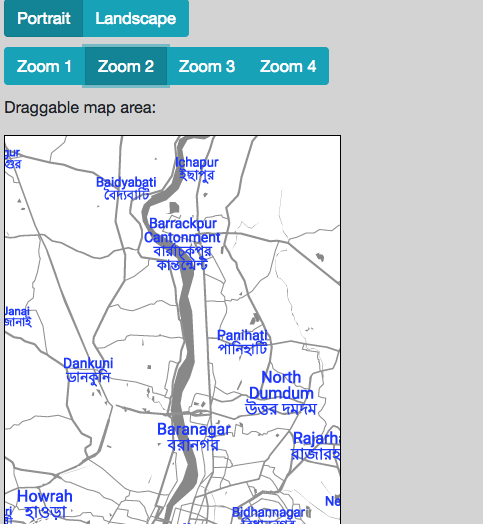 Portrait Landscape
Zoom 1 Zoom 2 Zoom 3 Zoom 4
Draggable map area:
Ichapur
ইছাপুর
Baidyabati
বৈদ্যবাটি
Barrackpur
Cantonment
বারাকপুর
Janai
জানাই
Panihati
পানিহাটি
Dankuni
ডানকুনি
North
Dumdum
উত্তর দমদম
Baranagar
বরানগর
Howrah
হাওড়া
Bidhannagar